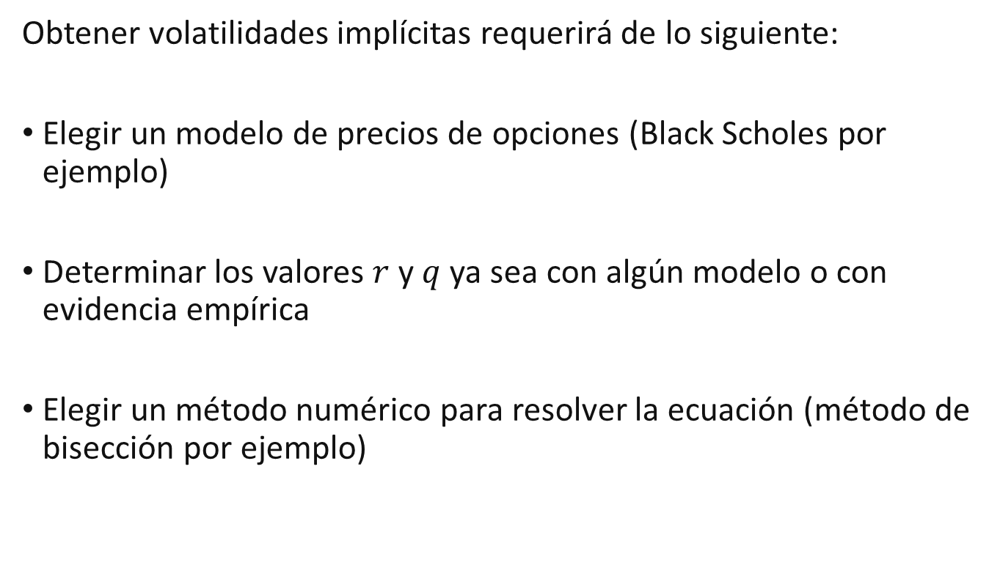 Obtener volatilidades implícitas requerirá de lo siguiente:
• Elegir un modelo de precios de opciones (Black Scholes por
ejemplo)
• Determinar los valores r y q ya sea con algún modelo o con
evidencia empírica
• Elegir un método numérico para resolver la ecuación (método de
bisección por ejemplo)